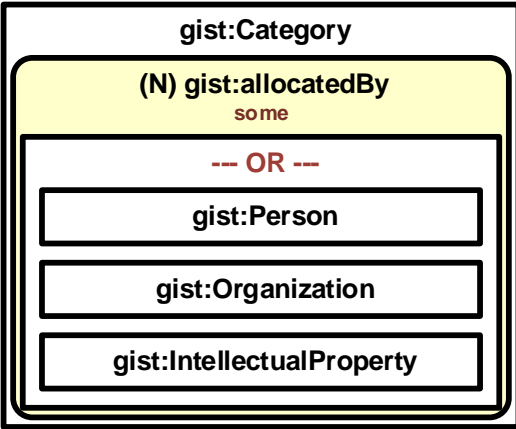 gist:Category
(N) gist:allocatedBy
some
--- OR ---
gist:Person
gist:Organization
gist:IntellectualProperty